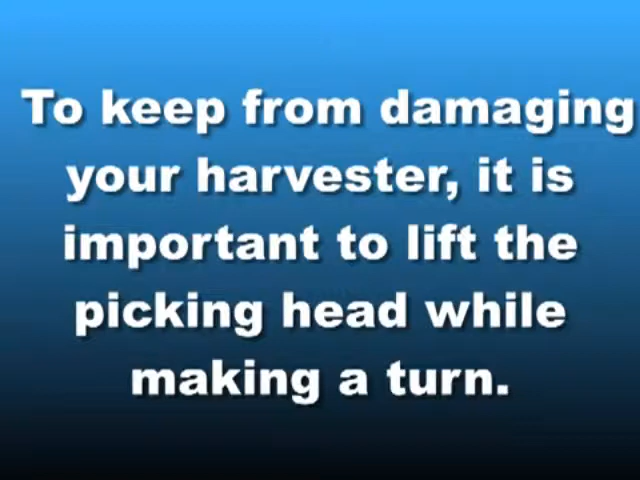 To keep from damaging
your harvester, it is
important to lift the
picking head while
making a turn.